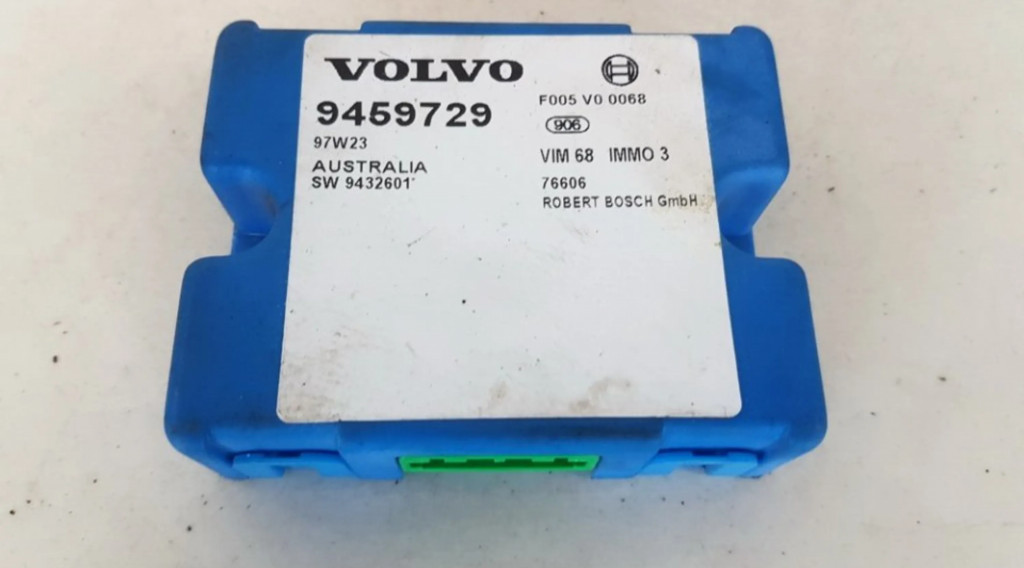 VOLVO
9459729
97W23
AUSTRALIA
SW 9432601
F005 V0 0068
906
VIM 68 IMMO 3
76606
ROBERT BOSCH GmbH